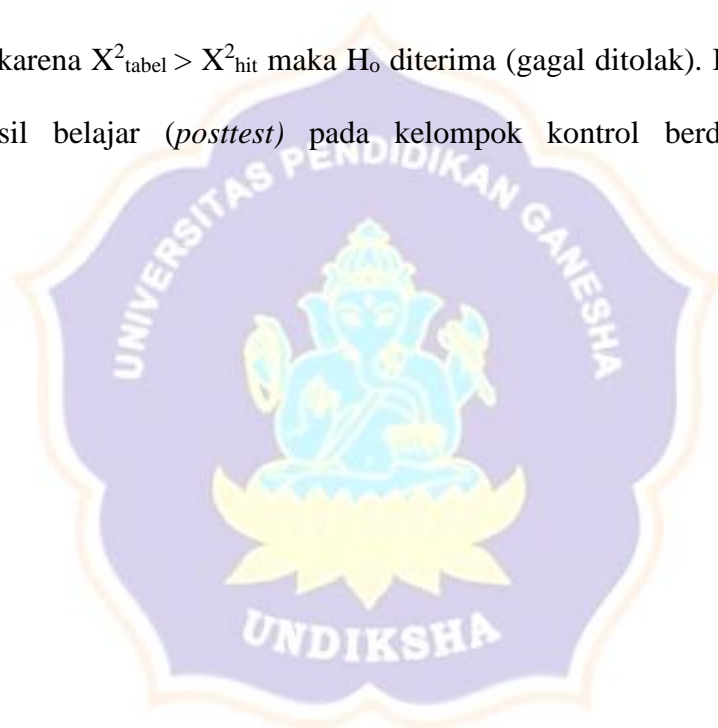 karena X²tabel > X²hit maka Ho diterima (gagal ditolak).
sil belajar (posttest) pada kelompok kontrol berd
UNIVERSITAS PENDIDIKAN GANESHA
UNDIKSHA